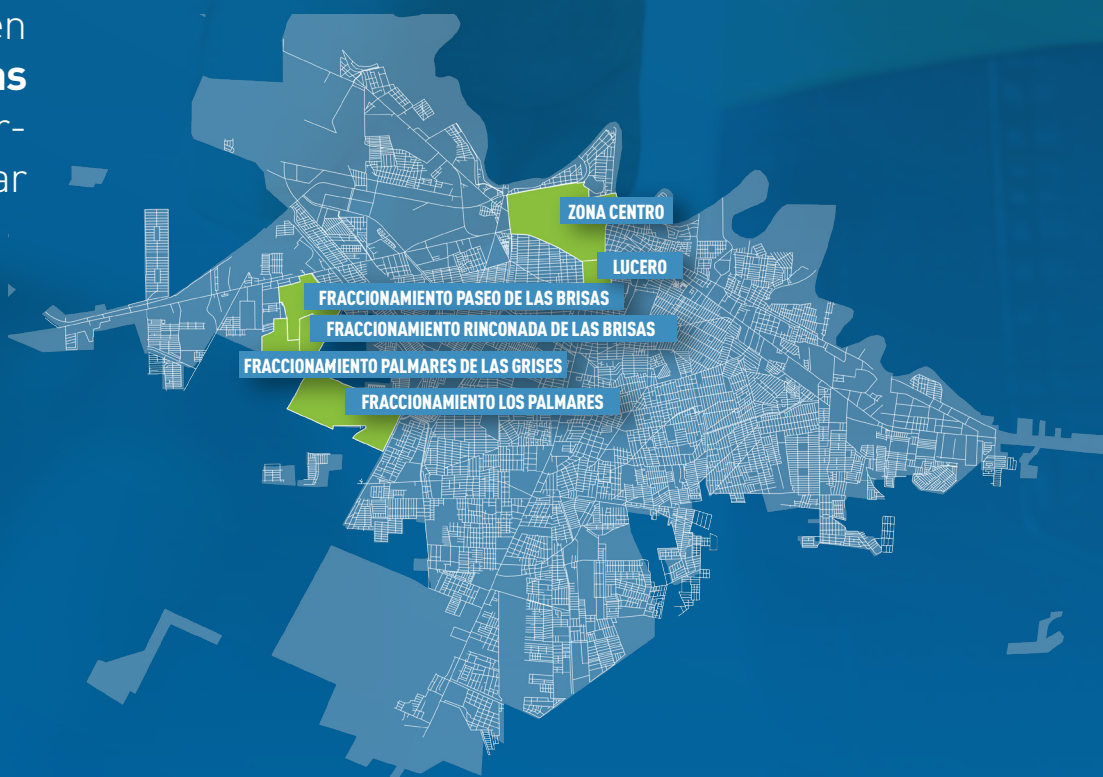 en
as
r-
ar
ZONA CENTRO
LUCERO
FRACCIONAMIENTO PASEO DE LAS BRISAS
FRACCIONAMIENTO RINCONADA DE LAS BRISAS
FRACCIONAMIENTO PALMARES DE LAS GRISES
FRACCIONAMIENTO LOS PALMARES